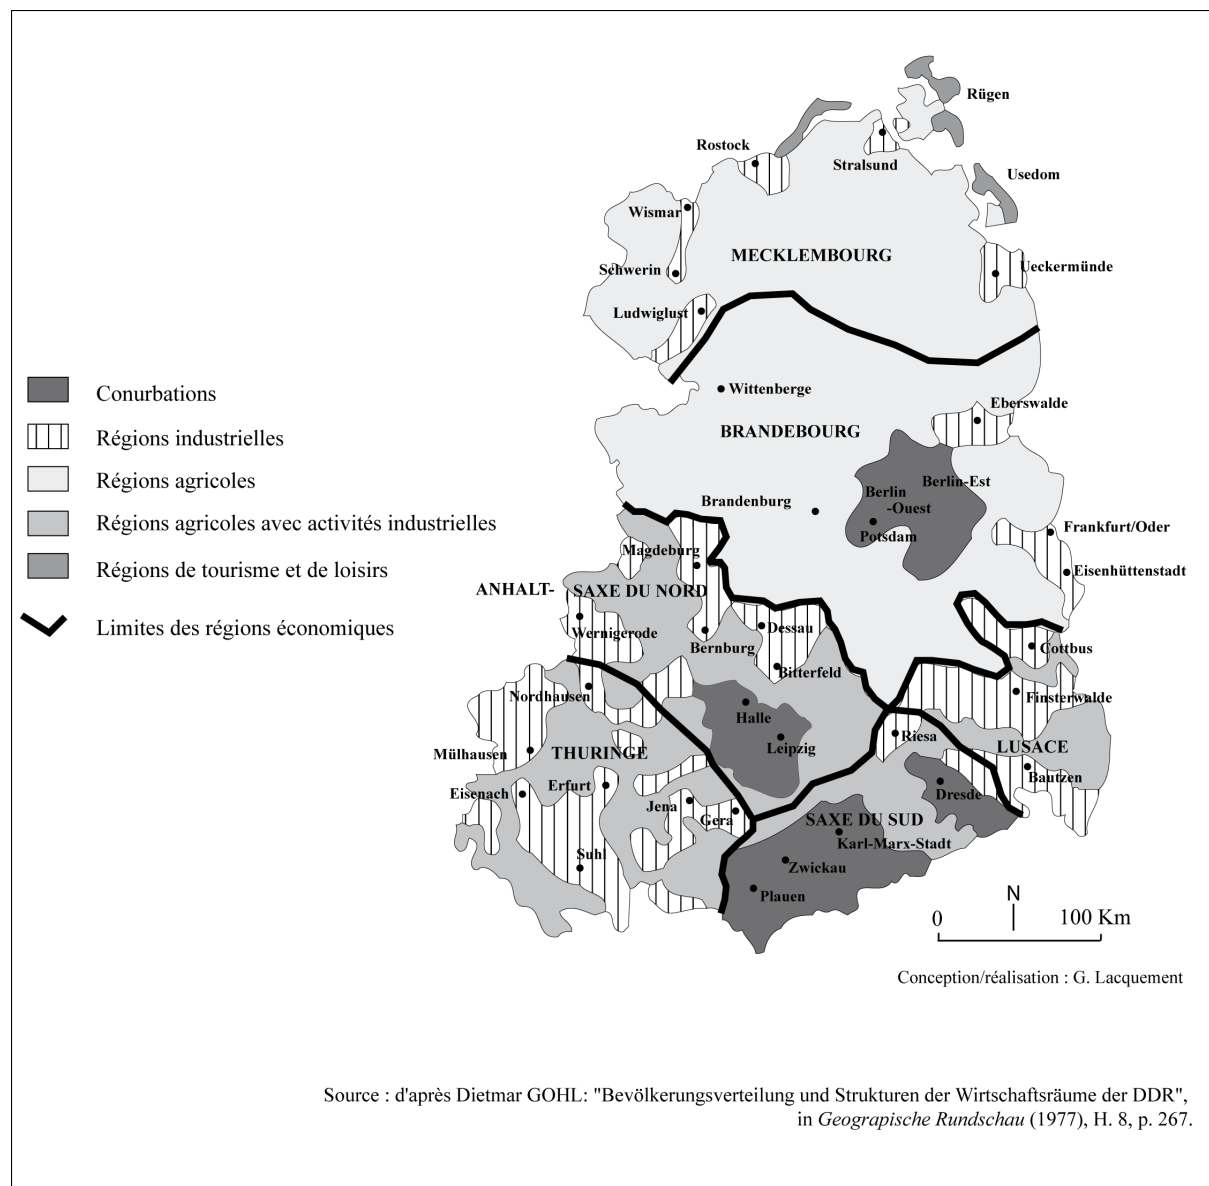 Rügen
Rostock
Stralsund
Usedom
Wismar
MECKLEMBOURG
Schwerin
Ueckermünde
Ludwiglust
Wittenberge
Eberswalde
BRANDEBOURG
Berlin-Est
Berlin
-Ouest
Brandenburg
Potsdam
Frankfurt/Oder
Magdeburg
Eisenhüttenstadt
ANHALT-
SAXE DU NORD
Wernigerode
Dessau
Bernburg
Cottbus
Bitterfeld
Nordhausen
Finsterwalde
Halle
Riesa
Leipzig
LUSACE
Mülhausen
THURINGE
Bautzen
Eisenach
Erfurt
Dresde
Jena
Gera
SAXE DU SUD
Karl-Marx-Stadt
Suhl
Zwickau
Plauen
Conurbations
Régions industrielles
Régions agricoles
Régions agricoles avec activités industrielles
Régions de tourisme et de loisirs
Limites des régions économiques
N
0 100 Km
Conception/réalisation : G. Lacquement
Source : d'après Dietmar GOHL: "Bevölkerungsverteilung und Strukturen der Wirtschaftsräume der DDR",
in Geograpische Rundschau (1977), H. 8, p. 267.